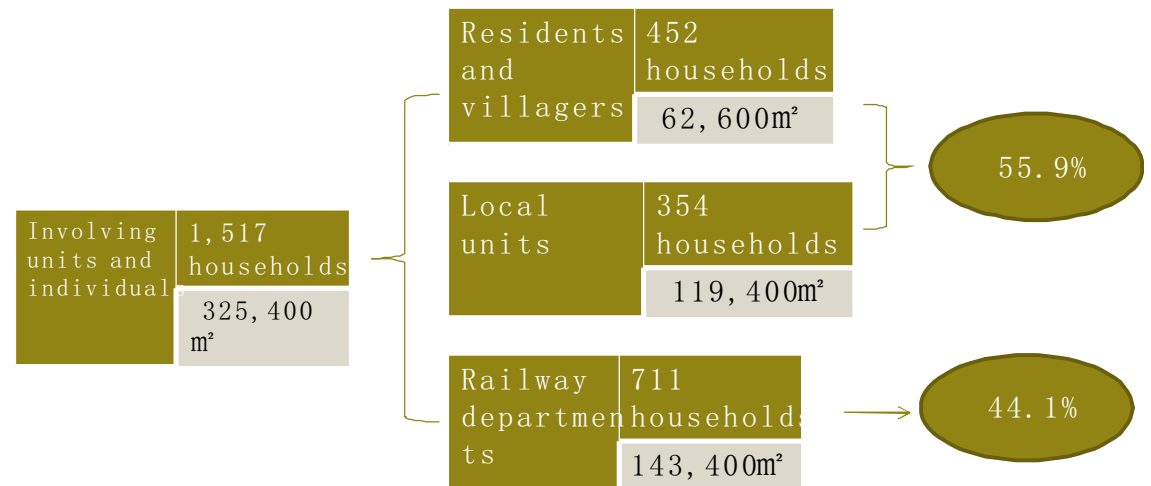 Involving
units and
individuals
1,517
households
325,400
m²
Residents
and
villagers
452
households
62,600m²
Local
units
354
households
119,400m²
Railway
departmen
ts
711
households
143,400m²
55.9%
44.1%